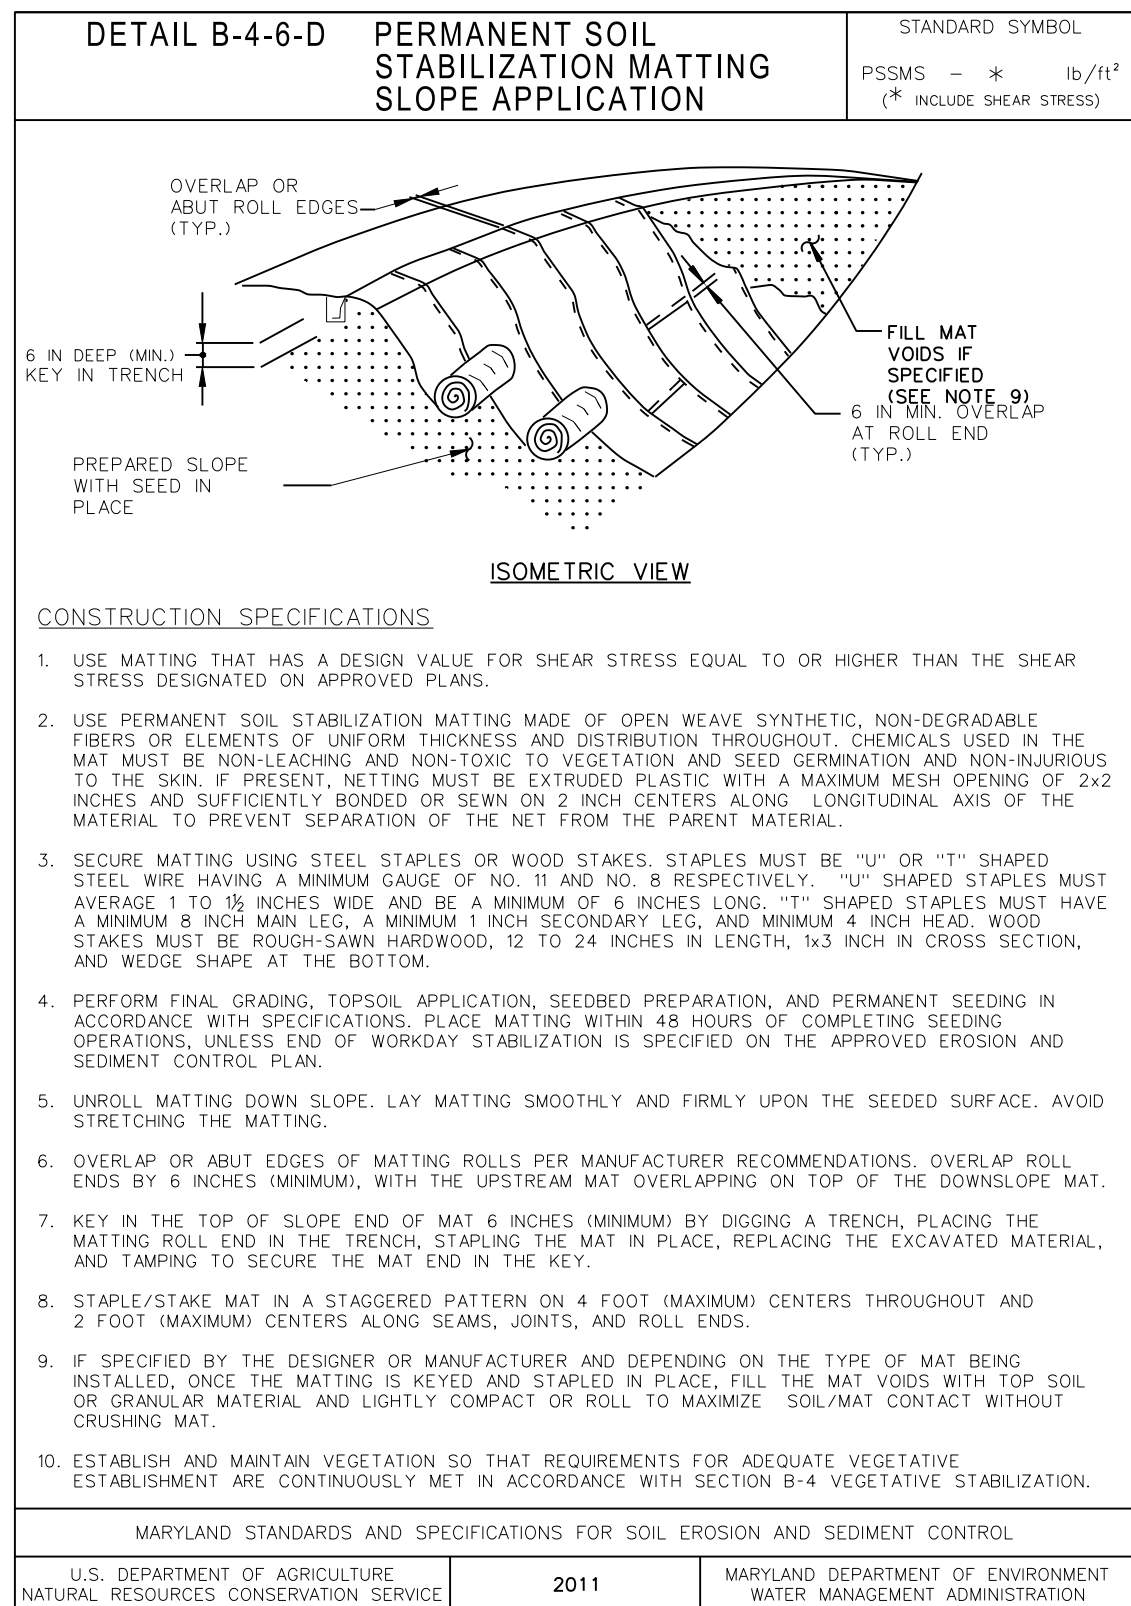 DETAIL B-4-6-D
PERMANENT SOIL
STABILIZATION MATTING
SLOPE APPLICATION
STANDARD SYMBOL
PSSMS - * lb/ft²
(* INCLUDE SHEAR STRESS)
OVERLAP OR
ABUT ROLL EDGES
(TYP.)
6 IN DEEP (MIN.)
KEY IN TRENCH
PREPARED SLOPE
WITH SEED IN
PLACE
FILL MAT
VOIDS IF
SPECIFIED
(SEE NOTE 9)
6 IN MIN. OVERLAP
AT ROLL END
(TYP.)
ISOMETRIC VIEW
CONSTRUCTION SPECIFICATIONS
1. USE MATTING THAT HAS A DESIGN VALUE FOR SHEAR STRESS EQUAL TO OR HIGHER THAN THE SHEAR
STRESS DESIGNATED ON APPROVED PLANS.
2. USE PERMANENT SOIL STABILIZATION MATTING MADE OF OPEN WEAVE SYNTHETIC, NON-DEGRADABLE
FIBERS OR ELEMENTS OF UNIFORM THICKNESS AND DISTRIBUTION THROUGHOUT. CHEMICALS USED IN THE
MAT MUST BE NON-LEACHING AND NON-TOXIC TO VEGETATION AND SEED GERMINATION AND NON-INJURIOUS
TO THE SKIN. IF PRESENT, NETTING MUST BE EXTRUDED PLASTIC WITH A MAXIMUM MESH OPENING OF 2x2
INCHES AND SUFFICIENTLY BONDED OR SEWN ON 2 INCH CENTERS ALONG LONGITUDINAL AXIS OF THE
MATERIAL TO PREVENT SEPARATION OF THE NET FROM THE PARENT MATERIAL.
3. SECURE MATTING USING STEEL STAPLES OR WOOD STAKES. STAPLES MUST BE "U" OR "T" SHAPED
STEEL WIRE HAVING A MINIMUM GAUGE OF NO. 11 AND NO. 8 RESPECTIVELY. "U" SHAPED STAPLES MUST
AVERAGE 1 TO 1½ INCHES WIDE AND BE A MINIMUM OF 6 INCHES LONG. "T" SHAPED STAPLES MUST HAVE
A MINIMUM 8 INCH MAIN LEG, A MINIMUM 1 INCH SECONDARY LEG, AND MINIMUM 4 INCH HEAD. WOOD
STAKES MUST BE ROUGH-SAWN HARDWOOD, 12 TO 24 INCHES IN LENGTH, 1x3 INCH IN CROSS SECTION,
AND WEDGE SHAPE AT THE BOTTOM.
4. PERFORM FINAL GRADING, TOPSOIL APPLICATION, SEEDBED PREPARATION, AND PERMANENT SEEDING IN
ACCORDANCE WITH SPECIFICATIONS. PLACE MATTING WITHIN 48 HOURS OF COMPLETING SEEDING
OPERATIONS, UNLESS END OF WORKDAY STABILIZATION IS SPECIFIED ON THE APPROVED EROSION AND
SEDIMENT CONTROL PLAN.
5. UNROLL MATTING DOWN SLOPE. LAY MATTING SMOOTHLY AND FIRMLY UPON THE SEEDED SURFACE. AVOID
STRETCHING THE MATTING.
6. OVERLAP OR ABUT EDGES OF MATTING ROLLS PER MANUFACTURER RECOMMENDATIONS. OVERLAP ROLL
ENDS BY 6 INCHES (MINIMUM), WITH THE UPSTREAM MAT OVERLAPPING ON TOP OF THE DOWNSLOPE MAT.
7. KEY IN THE TOP OF SLOPE END OF MAT 6 INCHES (MINIMUM) BY DIGGING A TRENCH, PLACING THE
MATTING ROLL END IN THE TRENCH, STAPLING THE MAT IN PLACE, REPLACING THE EXCAVATED MATERIAL,
AND TAMPING TO SECURE THE MAT END IN THE KEY.
8. STAPLE/STAKE MAT IN A STAGGERED PATTERN ON 4 FOOT (MAXIMUM) CENTERS THROUGHOUT AND
2 FOOT (MAXIMUM) CENTERS ALONG SEAMS, JOINTS, AND ROLL ENDS.
9. IF SPECIFIED BY THE DESIGNER OR MANUFACTURER AND DEPENDING ON THE TYPE OF MAT BEING
INSTALLED, ONCE THE MATTING IS KEYED AND STAPLED IN PLACE, FILL THE MAT VOIDS WITH TOP SOIL
OR GRANULAR MATERIAL AND LIGHTLY COMPACT OR ROLL TO MAXIMIZE SOIL/MAT CONTACT WITHOUT
CRUSHING MAT.
10. ESTABLISH AND MAINTAIN VEGETATION SO THAT REQUIREMENTS FOR ADEQUATE VEGETATIVE
ESTABLISHMENT ARE CONTINUOUSLY MET IN ACCORDANCE WITH SECTION B-4 VEGETATIVE STABILIZATION.
MARYLAND STANDARDS AND SPECIFICATIONS FOR SOIL EROSION AND SEDIMENT CONTROL
U.S. DEPARTMENT OF AGRICULTURE
NATURAL RESOURCES CONSERVATION SERVICE
2011
MARYLAND DEPARTMENT OF ENVIRONMENT
WATER MANAGEMENT ADMINISTRATION